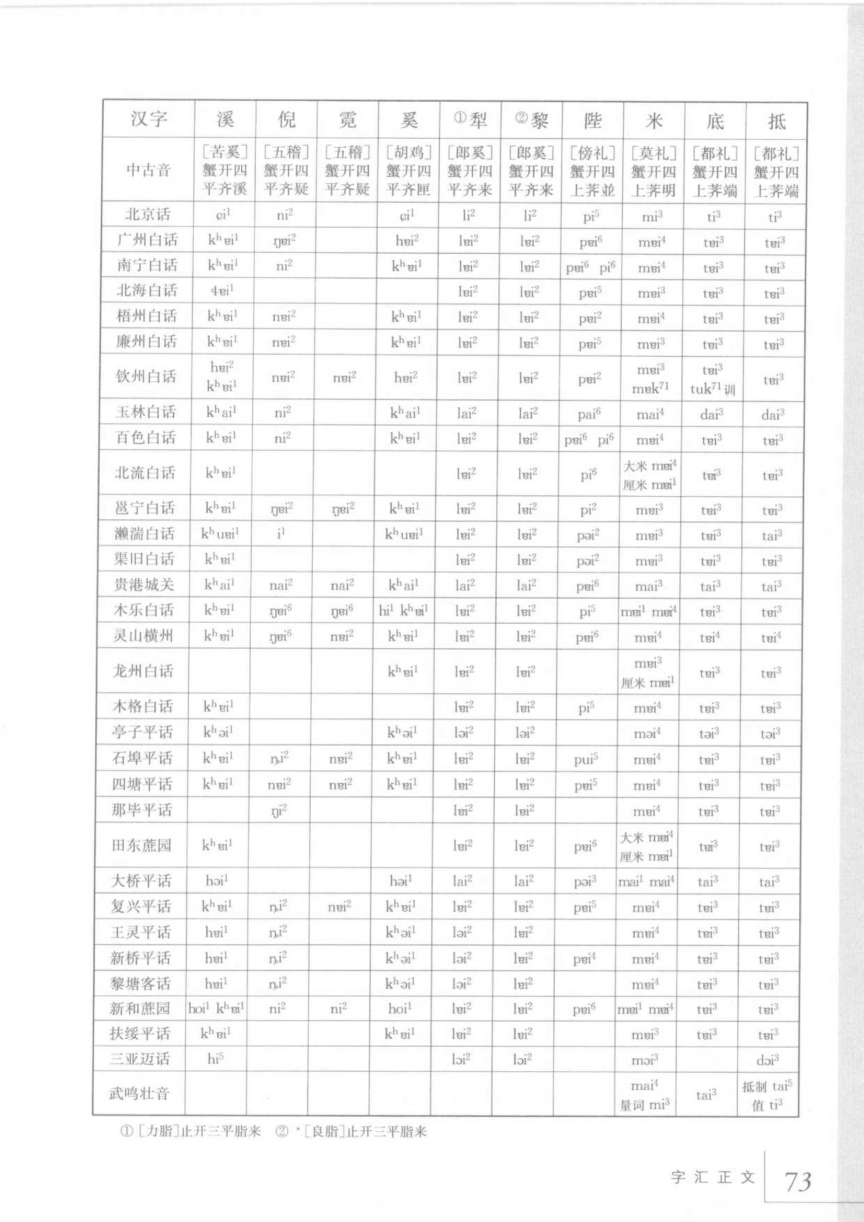 汉字 溪 倪 霓 奚 ①犁 ②黎 陛 米 底 抵
中古音 [苦奚]蟹开四平齐溪 [五稽]蟹开四平齐疑 [五稽]蟹开四平齐疑 [胡鸡]蟹开四平齐匣 [郎奚]蟹开四平齐来 [郎奚]蟹开四平齐来 [傍礼]蟹开四上荠並 [莫礼]蟹开四上荠明 [都礼]蟹开四上荠端 [都礼]蟹开四上荠端
北京话 ɕi¹ ni² ɕi¹ li² li² pi⁵ mi³ ti³ ti³
广州白话 kʰɐi¹ ŋɐi² hɐi² lɐi² lɐi² pɐi⁶ mɐi⁴ tɐi³ tɐi³
南宁白话 kʰɐi¹ ni² kʰɐi¹ lɐi² lɐi² pɐi⁶ pi⁶ mɐi⁴ tɐi³ tɐi³
北海白话 ɬɐi¹ lɐi² lɐi² pɐi⁵ mɐi³ tɐi³ tɐi³
梧州白话 kʰɐi¹ nɐi² kʰɐi¹ lɐi² lɐi² pɐi² mɐi⁴ tɐi³ tɐi³
廉州白话 kʰɐi¹ nɐi² kʰɐi¹ lɐi² lɐi² pɐi⁵ mɐi³ tɐi³ tɐi³
钦州白话 hɐi² kʰɐi¹ nɐi² nɐi² hɐi² lɐi² lɐi² pɐi² mɐi³ mɐk⁷¹ tɐi³ tuk⁷¹训 tɐi³
玉林白话 kʰai¹ ni² kʰai¹ lai² lai² pai⁶ mai⁴ dai³ dai³
百色白话 kʰɐi¹ ni² kʰɐi¹ lɐi² lɐi² pɐi⁶ pi⁶ mɐi⁴ tɐi³ tɐi³
北流白话 kʰɐi¹ lɐi² lɐi² pi⁶ 大米 mɐi⁴ 厘米 mɐi¹ tɐi³ tɐi³
邕宁白话 kʰɐi¹ ŋɐi² ŋɐi² kʰɐi¹ lɐi² lɐi² pi² mɐi³ tɐi³ tɐi³
濑湍白话 kʰuɐi¹ i¹ kʰuɐi¹ lɐi² lɐi² pəi² mɐi³ tɐi³ tai³
渠旧白话 kʰɐi¹ lɐi² lɐi² pəi² mɐi³ tɐi³ tɐi³
贵港城关 kʰai¹ nai² nai² kʰai¹ lai² lai² pɐi⁶ mai³ tai³ tai³
木乐白话 kʰɐi¹ ŋɐi⁶ ŋɐi⁶ hi¹ kʰɐi¹ lɐi² lɐi² pi⁵ mɐi¹ mɐi⁴ tɐi³ tɐi³
灵山横州 kʰɐi¹ ŋɐi⁶ nɐi² kʰɐi¹ lɐi² lɐi² pɐi⁶ mɐi⁴ tɐi⁴ tɐi⁴
龙州白话 kʰɐi¹ lɐi² lɐi² mɐi³ 厘米 mɐi¹ tɐi³ tɐi³
木格白话 kʰɐi¹ lɐi² lɐi² pi⁵ mɐi⁴ tɐi³ tɐi³
亭子平话 kʰəi¹ kʰəi¹ ləi² ləi² məi⁴ təi³ təi³
石埠平话 kʰɐi¹ ȵi² nɐi² kʰɐi¹ lɐi² lɐi² pui⁵ mɐi⁴ tɐi³ tɐi³
四塘平话 kʰɐi¹ nɐi² nɐi² kʰɐi¹ lɐi² lɐi² pɐi⁵ mɐi⁴ tɐi³ tɐi³
那毕平话 ŋi² lɐi² lɐi² mɐi⁴ tɐi³ tɐi³
田东蔗园 kʰɐi¹ lɐi² lɐi² pɐi⁶ 大米 mɐi⁴ 厘米 mɐi¹ tɐi³ tɐi³
大桥平话 həi¹ həi¹ lai² lai² pəi³ mai¹ mai⁴ tai³ tai³
复兴平话 kʰɐi¹ ȵi² nɐi² kʰɐi¹ lɐi² lɐi² pɐi⁵ mɐi⁴ tɐi³ tɐi³
王灵平话 hɐi¹ ȵi² kʰəi¹ ləi² lɐi² mɐi⁴ tɐi³ tɐi³
新桥平话 hɐi¹ ȵi² kʰəi¹ ləi² lɐi² pɐi⁴ mɐi⁴ tɐi³ tɐi³
黎塘客话 hɐi¹ ȵi² kʰəi¹ ləi² lɐi² mɐi⁴ tɐi³ tɐi³
新和蔗园 hoi¹ kʰɐi¹ ni² ni² hoi¹ lɐi² lɐi² pɐi⁶ mɐi¹ mɐi⁴ tɐi³ tɐi³
扶绥平话 kʰɐi¹ kʰɐi¹ lɐi² lɐi² mɐi³ tɐi³ tɐi³
三亚迈话 hi⁵ ləi² ləi² məi³ dəi³
武鸣壮音 mai⁴ 量词 mi³ tai³ 抵制 tai⁵ 值 ti³
①[力脂]止开三平脂来 ②·[良脂]止开三平脂来
字汇正文 73